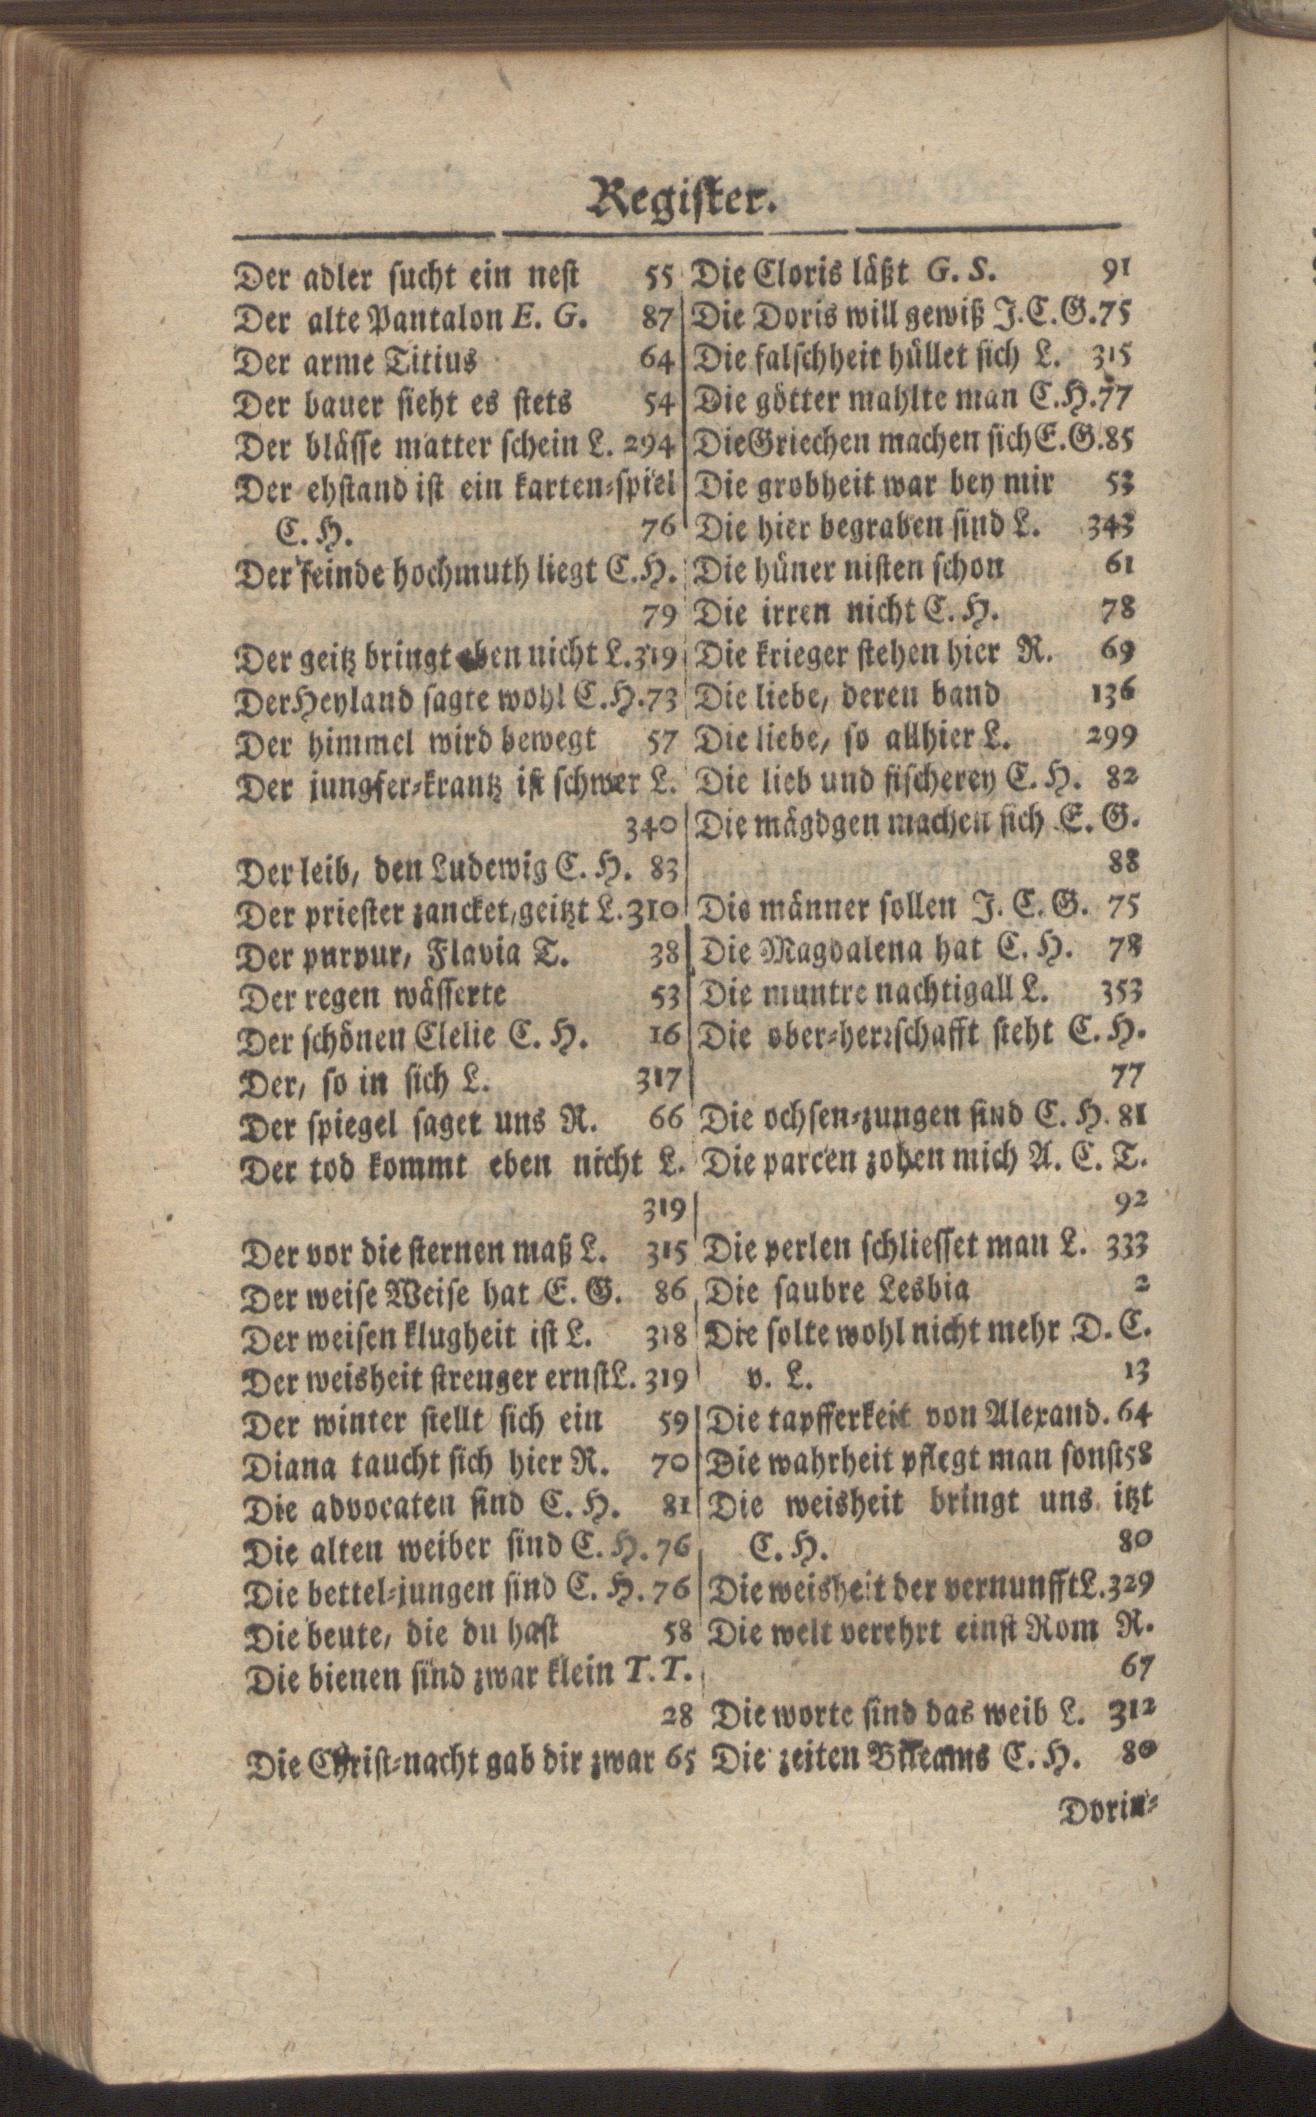 Register.
Der adler sucht ein nest 55
Der alte Pantalon E. G. 87
Der arme Titius 64
Der bauer sieht es stets 54
Der blässe matter schein L. 294
Der ehstand ist ein karten-spiel
C. H. 76
Der feinde hochmuth liegt C.H.
79
Der geitz bringt eben nicht L. 319
Der Heyland sagte wohl C.H. 73
Der himmel wird bewegt 57
Der jungfer-krantz ist schwer L.
340
Der leib, den Ludewig C. H. 83
Der priester zancket, geitzt L. 310
Der purpur, Flavia T. 38
Der regen wässerte 53
Der schönen Clelie C. H. 16
Der, so in sich L. 317
Der spiegel saget uns R. 66
Der tod kommt eben nicht L.
319
Der vor die sternen maß L. 315
Der weise Weise hat E. G. 86
Der weisen klugheit ist L. 318
Der weisheit strenger ernst L. 319
Der winter stellt sich ein 59
Diana taucht sich hier R. 70
Die advocaten sind C. H. 81
Die alten weiber sind C. H. 76
Die bettel-jungen sind C. H. 76
Die beute, die du hast 58
Die bienen sind zwar klein T. T.
28
Die Christ-nacht gab dir zwar 65
Die Cloris läßt G. S. 91
Die Doris will gewiß J. C. G. 75
Die falschheit hüllet sich L. 315
Die götter mahlte man C.H. 77
Die Griechen machen sich E. G. 85
Die grobheit war bey mir 53
Die hier begraben sind L. 343
Die hüner nisten schon 61
Die irren nicht C. H. 78
Die krieger stehen hier R. 69
Die liebe, deren band 136
Die liebe, so allhier L. 299
Die lieb und fischerey C. H. 82
Die mägdgen machen sich E. G.
88
Die männer sollen J. C. G. 75
Die Magdalena hat C. H. 78
Die muntre nachtigall L. 353
Die ober-herrschafft steht C. H.
77
Die ochsen-zungen sind C. H. 81
Die parcen zohen mich A. C. T.
92
Die perlen schliesset man L. 333
Die saubre Lesbia 2
Die solte wohl nicht mehr D. C.
v. L. 13
Die tapfferkeit von Alexand. 64
Die wahrheit pflegt man sonst 58
Die weisheit bringt uns itzt
C. H. 80
Die weisheit der vernunfft L. 329
Die welt verehrt einst Rom R.
67
Die worte sind das weib L. 312
Die zeiten C. H. 80
Dorin-